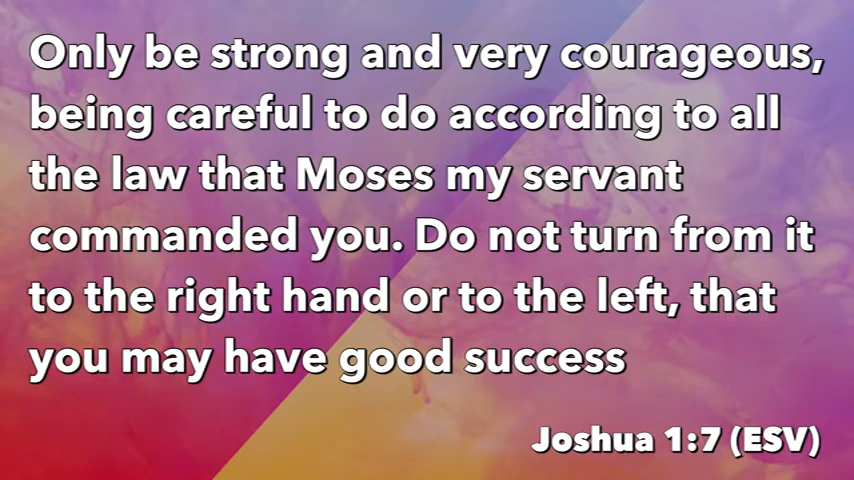 Only be strong and very courageous,
being careful to do according to all
the law that Moses my servant
commanded you. Do not turn from it
to the right hand or to the left, that
you may have good success
Joshua 1:7 (ESV)